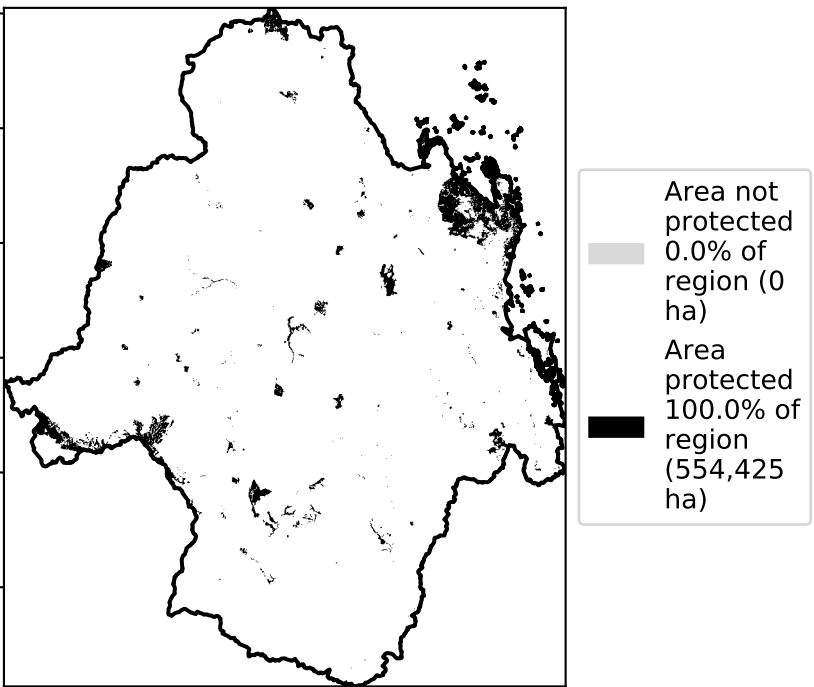 Area not
protected
0.0% of
region (0
ha)
Area
protected
100.0% of
region
(554,425
ha)